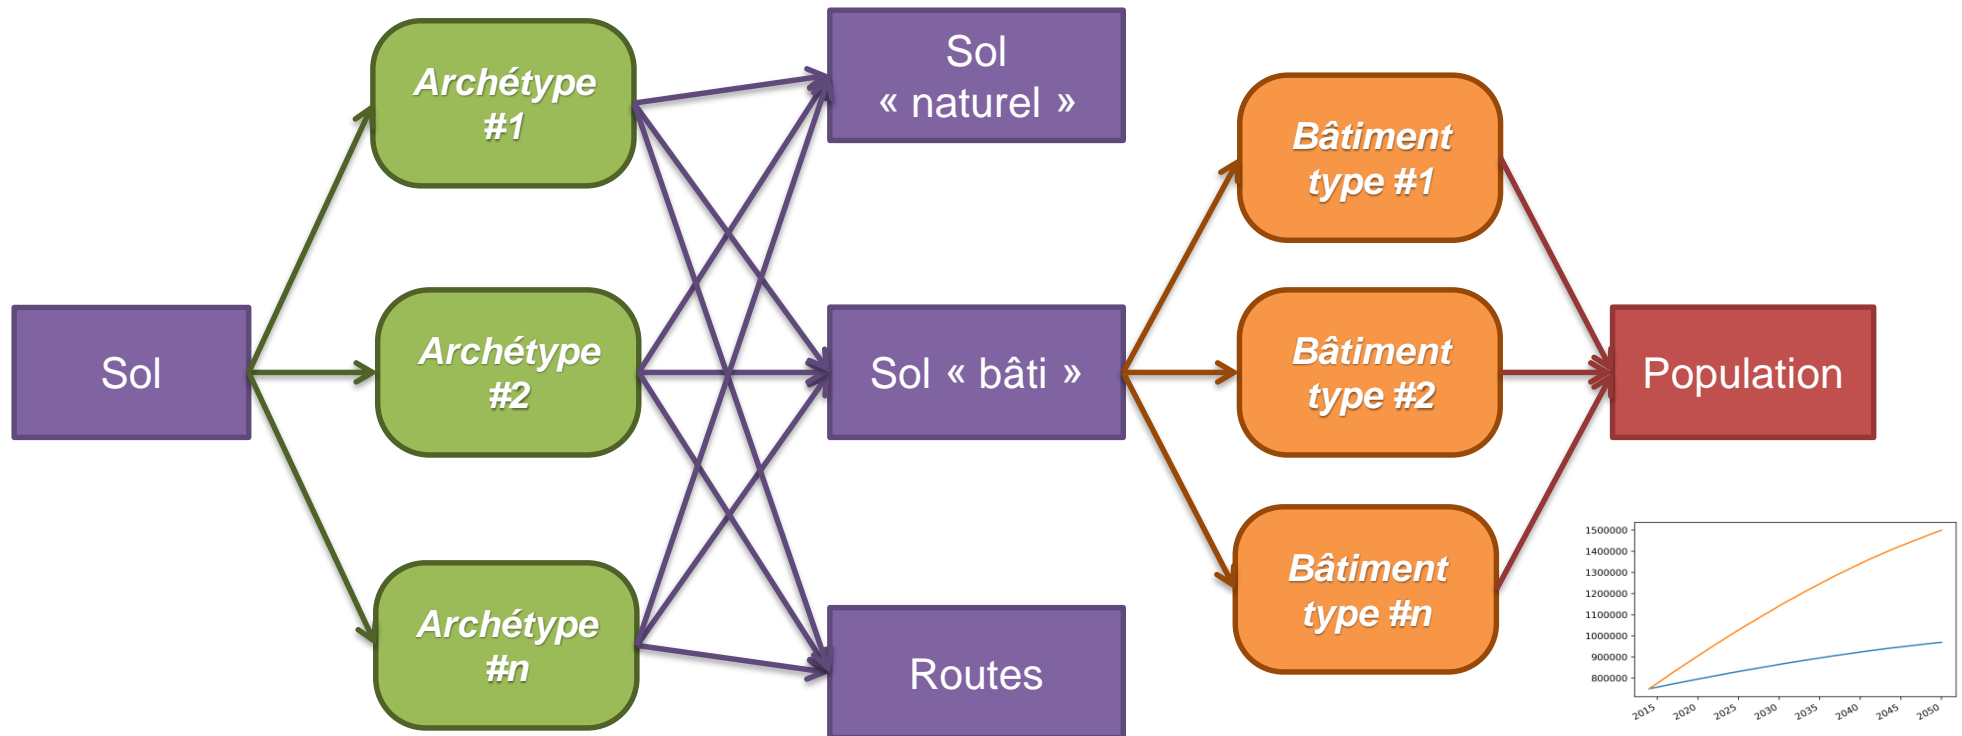 Sol
Archétype
#1
Archétype
#2
Archétype
#n
Sol
« naturel »
Sol « bâti »
Routes
Bâtiment
type #1
Bâtiment
type #2
Bâtiment
type #n
Population
1500000
1400000
1300000
1200000
1100000
1000000
900000
800000
2015 2020 2025 2030 2035 2040 2045 2050